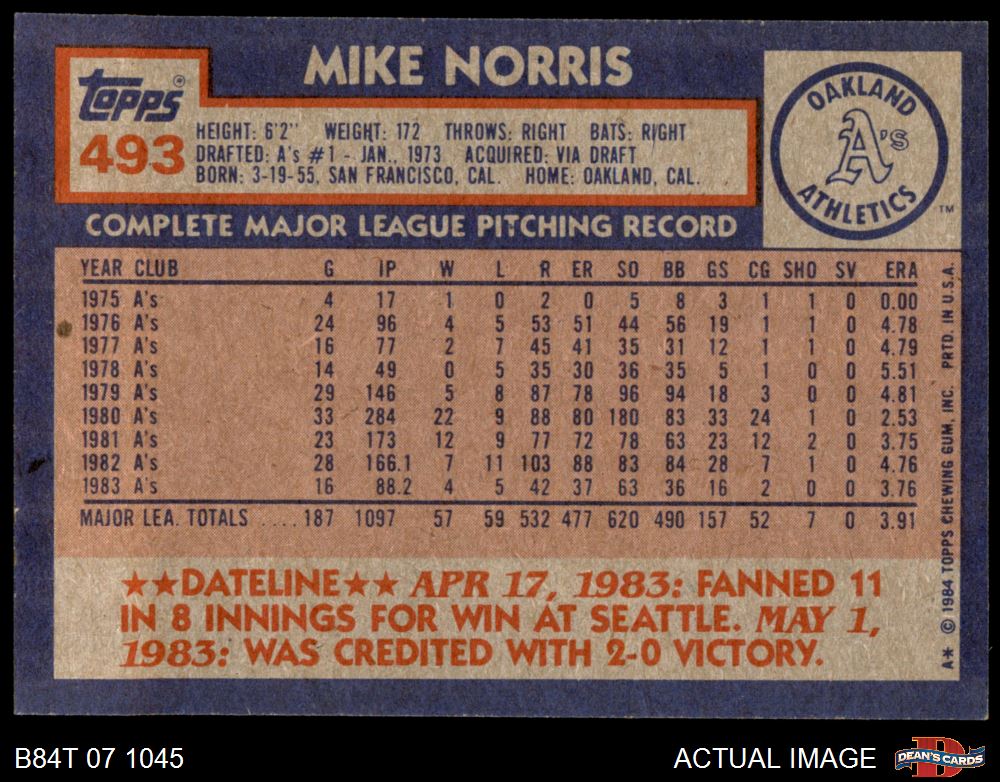 MIKE NORRIS
Topps®
493
HEIGHT: 6'2" WEIGHT: 172 THROWS: RIGHT BATS: RIGHT
DRAFTED: A's #1 - JAN., 1973 ACQUIRED: VIA DRAFT
BORN: 3-19-55, SAN FRANCISCO, CAL. HOME: OAKLAND, CAL.
OAKLAND
A's
ATHLETICS
TM
COMPLETE MAJOR LEAGUE PITCHING RECORD
YEAR CLUB G IP W L R ER SO BB GS CG SHO SV ERA
1975 A's 4 17 1 0 2 0 5 8 3 1 1 0 0.00
1976 A's 24 96 4 5 53 51 44 56 19 1 1 0 4.78
1977 A's 16 77 2 7 45 41 35 31 12 1 1 0 4.79
1978 A's 14 49 0 5 35 30 36 35 5 1 0 0 5.51
1979 A's 29 146 5 8 87 78 96 94 18 3 0 0 4.81
1980 A's 33 284 22 9 88 80 180 83 33 24 1 0 2.53
1981 A's 23 173 12 9 77 72 78 63 23 12 2 0 3.75
1982 A's 28 166.1 7 11 103 88 83 84 28 7 1 0 4.76
1983 A's 16 88.2 4 5 42 37 63 36 16 2 0 0 3.76
MAJOR LEA. TOTALS .... 187 1097 57 59 532 477 620 490 157 52 7 0 3.91
★★DATELINE★★ APR 17, 1983: FANNED 11
IN 8 INNINGS FOR WIN AT SEATTLE. MAY 1,
1983: WAS CREDITED WITH 2-0 VICTORY.
A* © 1984 TOPPS CHEWING GUM, INC. PRTD. IN U.S.A.
B84T 07 1045
ACTUAL IMAGE
D
DEAN'S CARDS